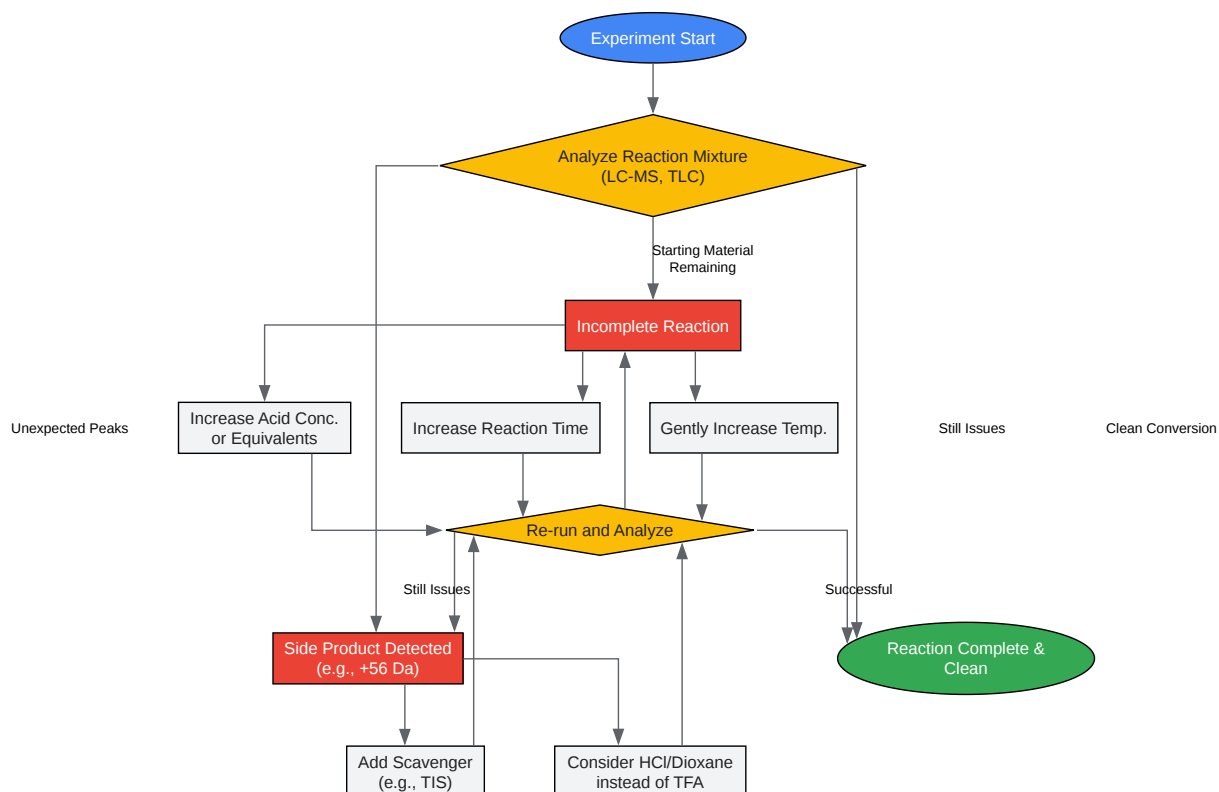 Experiment Start
Analyze Reaction Mixture
(LC-MS, TLC)
Starting Material
Remaining
Incomplete Reaction
Unexpected Peaks
Increase Acid Conc.
or Equivalents
Increase Reaction Time
Gently Increase Temp.
Still Issues
Clean Conversion
Re-run and Analyze
Still Issues
Successful
Side Product Detected
(e.g., +56 Da)
Reaction Complete &
Clean
Add Scavenger
(e.g., TIS)
Consider HCl/Dioxane
instead of TFA